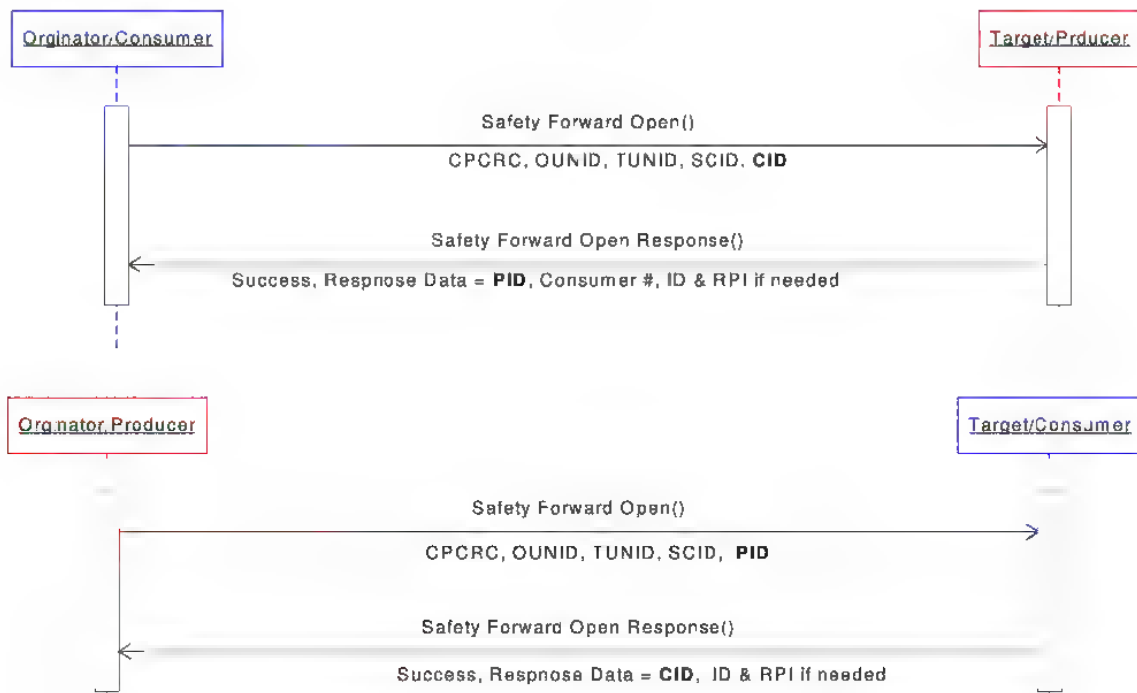 Orginator/Consumer
Target/Prducer
Safety Forward Open()
CPCRC, OUNID, TUNID, SCID, CID
Safety Forward Open Response()
Success, Respnose Data = PID, Consumer #, ID & RPI if needed
Orginator/Producer
Target/Consumer
Safety Forward Open()
CPCRC, OUNID, TUNID, SCID, PID
Safety Forward Open Response()
Success, Respnose Data = CID, ID & RPI if needed